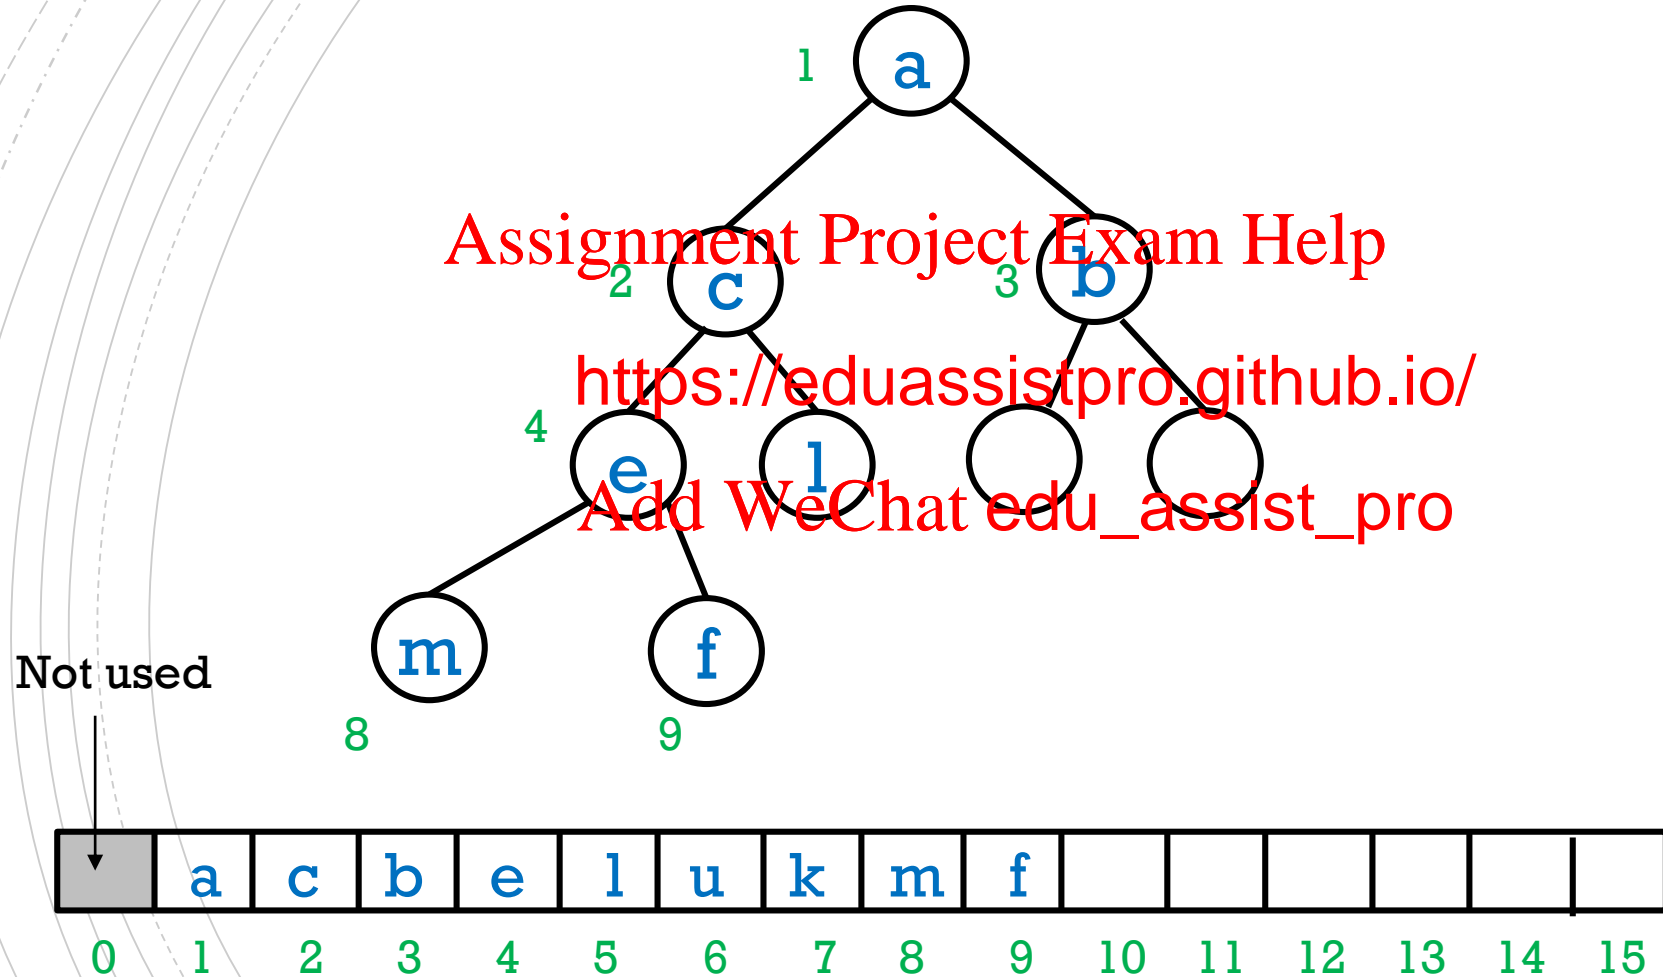 1 a
Assignment Project Exam Help
2 c 3 b
https://eduassistpro.github.io/
4 e l
Add WeChat edu_assist_pro
m f
Not used
8 9
a c b e l u k m f
0 1 2 3 4 5 6 7 8 9 10 11 12 13 14 15